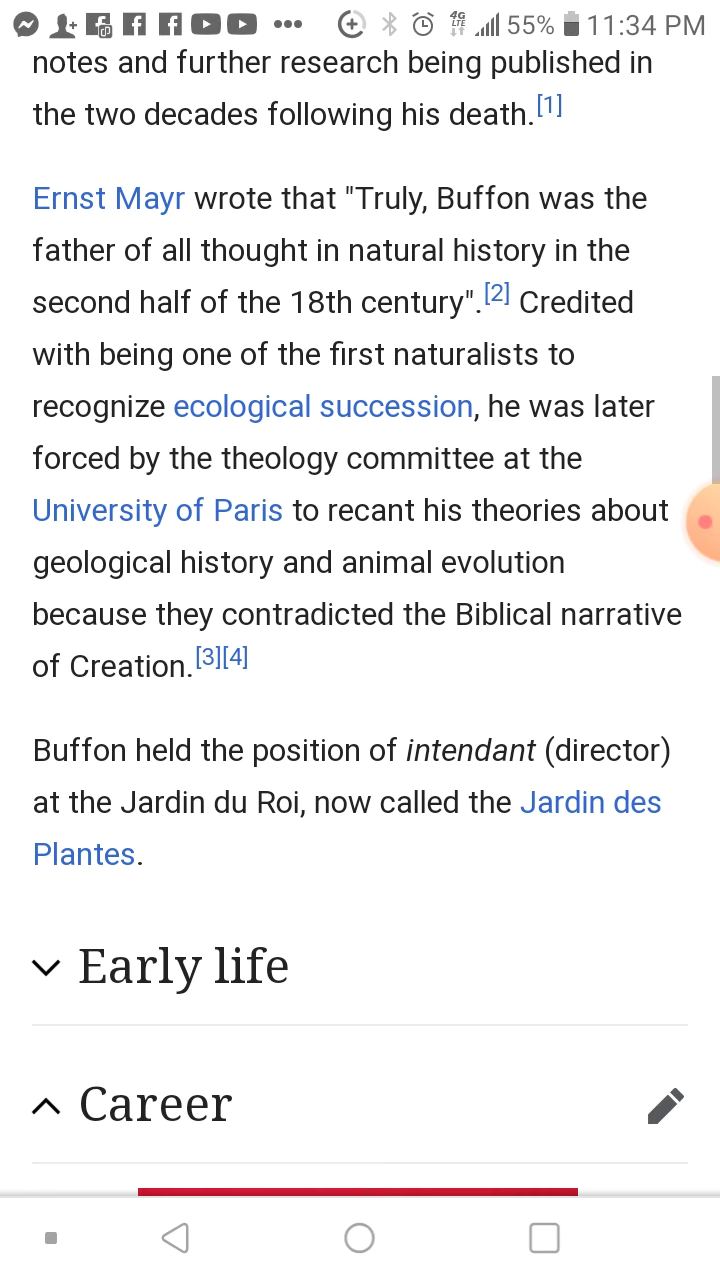 4G LTE 55% 11:34 PM
notes and further research being published in
the two decades following his death.[1]
Ernst Mayr wrote that "Truly, Buffon was the
father of all thought in natural history in the
second half of the 18th century".[2] Credited
with being one of the first naturalists to
recognize ecological succession, he was later
forced by the theology committee at the
University of Paris to recant his theories about
geological history and animal evolution
because they contradicted the Biblical narrative
of Creation.[3][4]
Buffon held the position of intendant (director)
at the Jardin du Roi, now called the Jardin des
Plantes.
Early life
Career